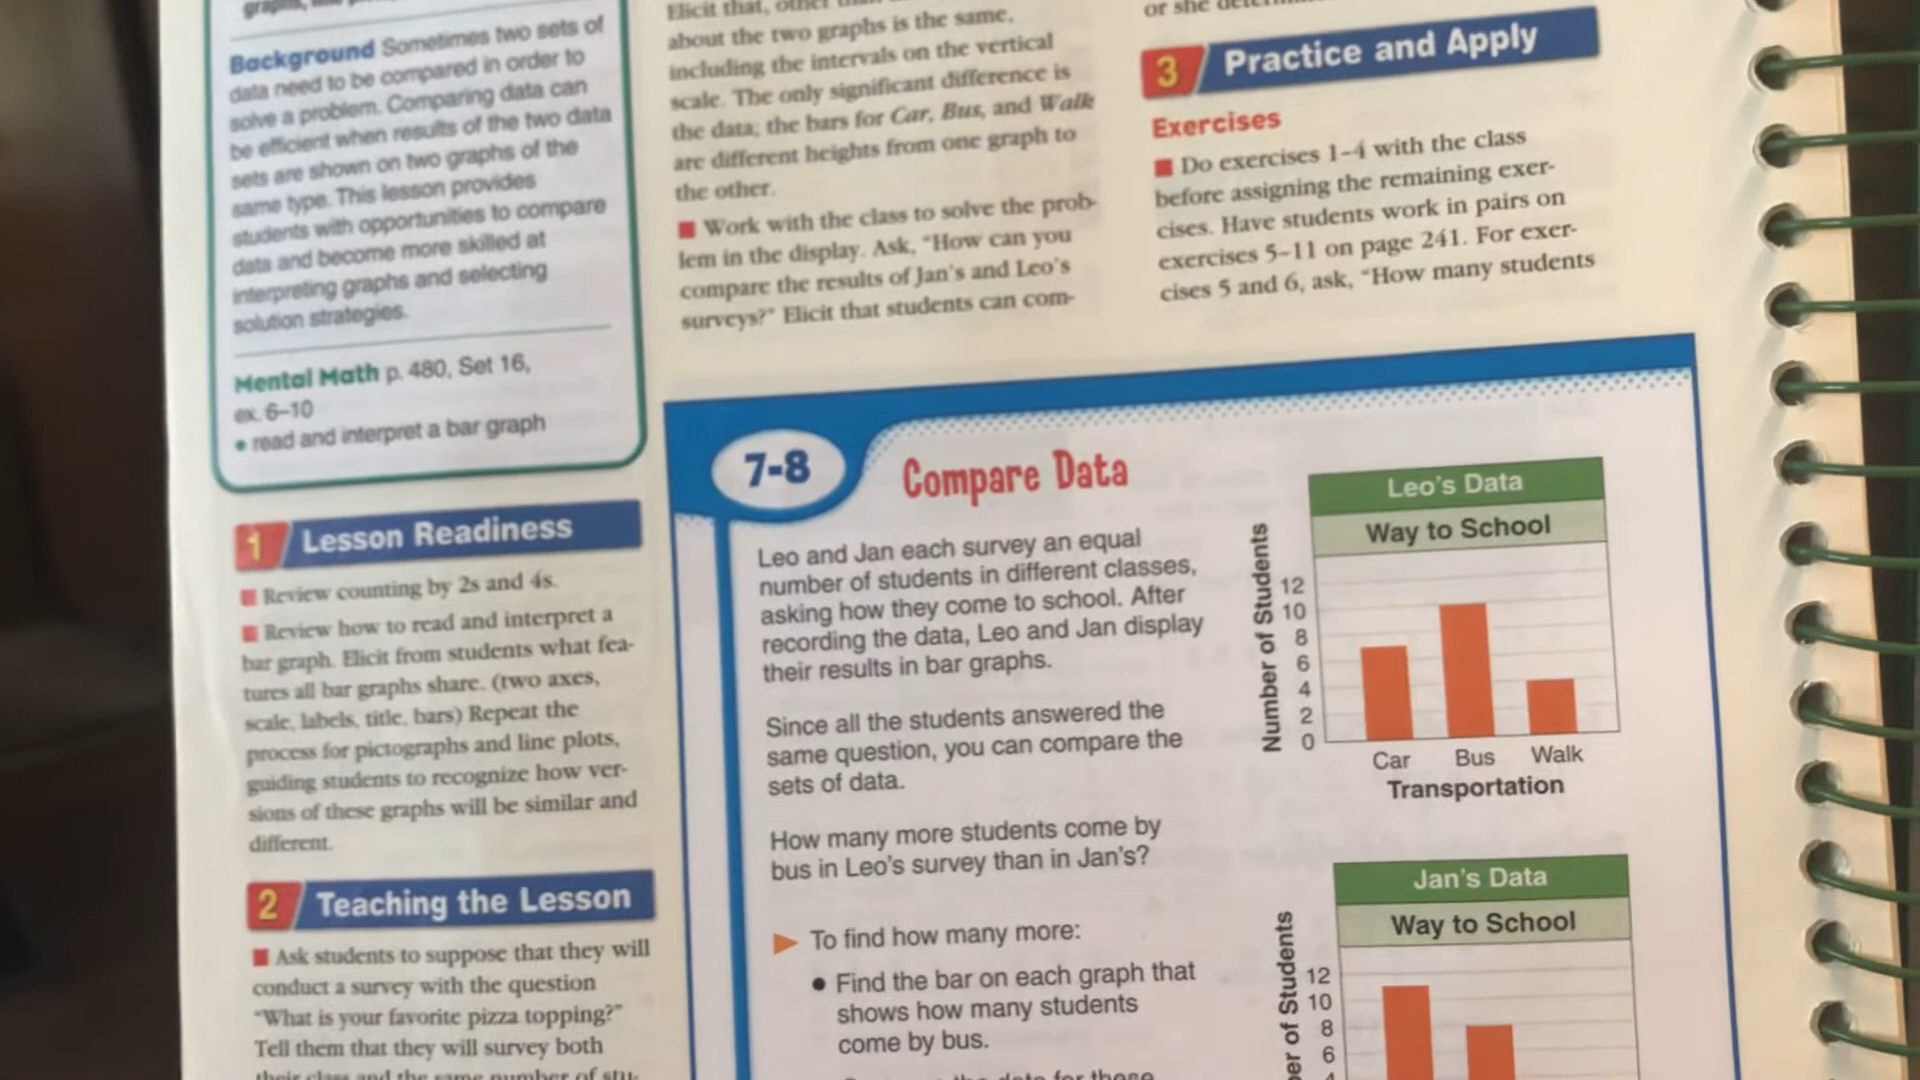 Background Sometimes two sets of
data need to be compared in order to
solve a problem. Comparing data can
be efficient when results of the two data
sets are shown on two graphs of the
same type. This lesson provides
students with opportunities to compare
data and become more skilled at
interpreting graphs and selecting
solution strategies.
Mental Math p. 480, Set 16,
ex. 6–10
• read and interpret a bar graph
1 Lesson Readiness
■ Review counting by 2s and 4s.
■ Review how to read and interpret a
bar graph. Elicit from students what fea-
tures all bar graphs share. (two axes,
scale, labels, title, bars) Repeat the
process for pictographs and line plots,
guiding students to recognize how ver-
sions of these graphs will be similar and
different.
2 Teaching the Lesson
■ Ask students to suppose that they will
conduct a survey with the question
"What is your favorite pizza topping?"
Tell them that they will survey both
their class and the same number of stu-
Elicit that, other
about the two graphs is the same,
including the intervals on the vertical
scale. The only significant difference is
the data; the bars for Car, Bus, and Walk
are different heights from one graph to
the other.
■ Work with the class to solve the prob-
lem in the display. Ask, "How can you
compare the results of Jan's and Leo's
surveys?" Elicit that students can com-
or she
3 Practice and Apply
Exercises
■ Do exercises 1–4 with the class
before assigning the remaining exer-
cises. Have students work in pairs on
exercises 5–11 on page 241. For exer-
cises 5 and 6, ask, "How many students
7-8 Compare Data
Leo and Jan each survey an equal
number of students in different classes,
asking how they come to school. After
recording the data, Leo and Jan display
their results in bar graphs.
Since all the students answered the
same question, you can compare the
sets of data.
How many more students come by
bus in Leo's survey than in Jan's?
► To find how many more:
● Find the bar on each graph that
shows how many students
come by bus.
Leo's Data
Way to School
Number of Students
12
10
8
6
4
2
0
Car Bus Walk
Transportation
Jan's Data
Way to School
of Students
12
10
8
6